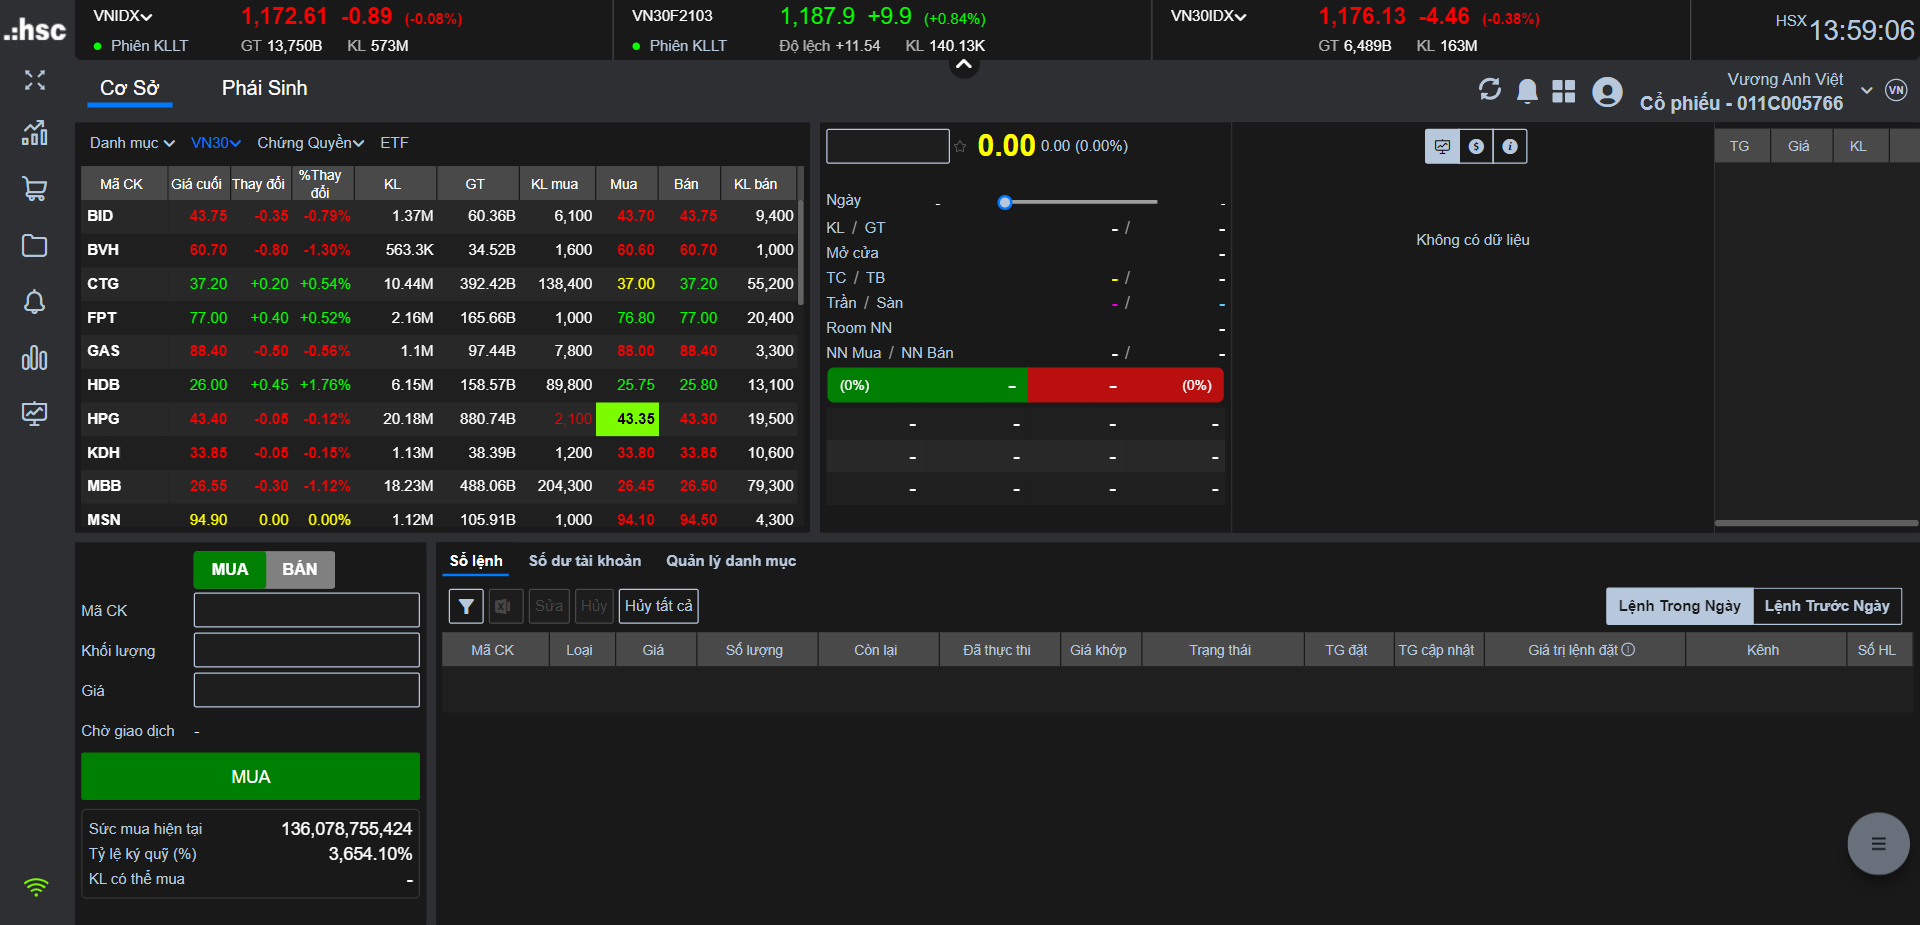 .:hsc
VNIDX 1,172.61 -0.89 (-0.08%)
Phiên KLLT GT 13,750B KL 573M
VN30F2103 1,187.9 +9.9 (+0.84%)
Phiên KLLT Độ lệch +11.54 KL 140.13K
VN30IDX 1,176.13 -4.46 (-0.38%)
GT 6,489B KL 163M
HSX 13:59:06
Cơ Sở Phái Sinh
Vương Anh Việt
Cổ phiếu - 011C005766
VN
Danh mục VN30 Chứng Quyền ETF
Mã CK Giá cuối Thay đổi %Thay đổi KL GT KL mua Mua Bán KL bán
BID 43.75 -0.35 -0.79% 1.37M 60.36B 6,100 43.70 43.75 9,400
BVH 60.70 -0.80 -1.30% 563.3K 34.52B 1,600 60.60 60.70 1,000
CTG 37.20 +0.20 +0.54% 10.44M 392.42B 138,400 37.00 37.20 55,200
FPT 77.00 +0.40 +0.52% 2.16M 165.66B 1,000 76.80 77.00 20,400
GAS 88.40 -0.50 -0.56% 1.1M 97.44B 7,800 88.00 88.40 3,300
HDB 26.00 +0.45 +1.76% 6.15M 158.57B 89,800 25.75 25.80 13,100
HPG 43.40 -0.05 -0.12% 20.18M 880.74B 2,100 43.35 43.30 19,500
KDH 33.85 -0.05 -0.15% 1.13M 38.39B 1,200 33.80 33.85 10,600
MBB 26.55 -0.30 -1.12% 18.23M 488.06B 204,300 26.45 26.50 79,300
MSN 94.90 0.00 0.00% 1.12M 105.91B 1,000 94.10 94.50 4,300
0.00 0.00 (0.00%)
Ngày - -
KL / GT - / -
Mở cửa -
TC / TB - / -
Trần / Sàn - / -
Room NN -
NN Mua / NN Bán - / -
(0%) - - (0%)
- - - -
- - - -
- - - -
Không có dữ liệu
TG Giá KL
MUA BÁN
Mã CK
Khối lượng
Giá
Chờ giao dịch -
MUA
Sức mua hiện tại 136,078,755,424
Tỷ lệ ký quỹ (%) 3,654.10%
KL có thể mua -
Sổ lệnh Số dư tài khoản Quản lý danh mục
Sửa Hủy Hủy tất cả
Lệnh Trong Ngày Lệnh Trước Ngày
Mã CK Loại Giá Số lượng Còn lại Đã thực thi Giá khớp Trạng thái TG đặt TG cập nhật Giá trị lệnh đặt Kênh Số HL